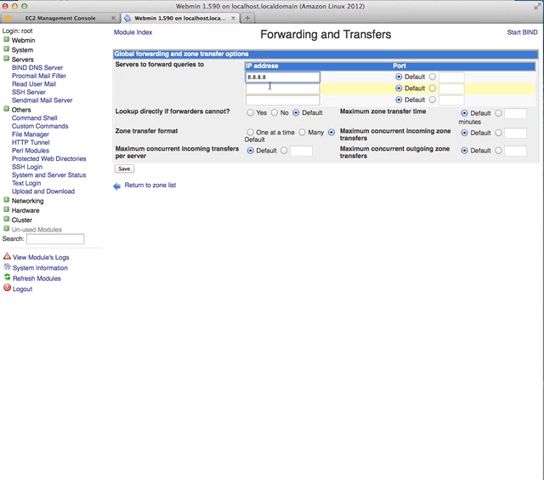 Webmin 1.590 on localhost.localdomain (Amazon Linux 2012)
EC2 Management Console
Webmin 1.590 on localhost.loca...
Login: root
Webmin
System
Servers
BIND DNS Server
Procmail Mail Filter
Read User Mail
SSH Server
Sendmail Mail Server
Others
Command Shell
Custom Commands
File Manager
HTTP Tunnel
Perl Modules
Protected Web Directories
SSH Login
System and Server Status
Text Login
Upload and Download
Networking
Hardware
Cluster
Un-used Modules
Search:
View Module's Logs
System Information
Refresh Modules
Logout
Module Index
Forwarding and Transfers
Start BIND
Global forwarding and zone transfer options
Servers to forward queries to
IP address Port
8.8.8.8 Default
Default
Default
Lookup directly if forwarders cannot? Yes No Default
Maximum zone transfer time Default
minutes
Zone transfer format One at a time Many
Default
Maximum concurrent incoming zone
transfers Default
Maximum concurrent incoming transfers
per server Default
Maximum concurrent outgoing zone
transfers Default
Save
Return to zone list